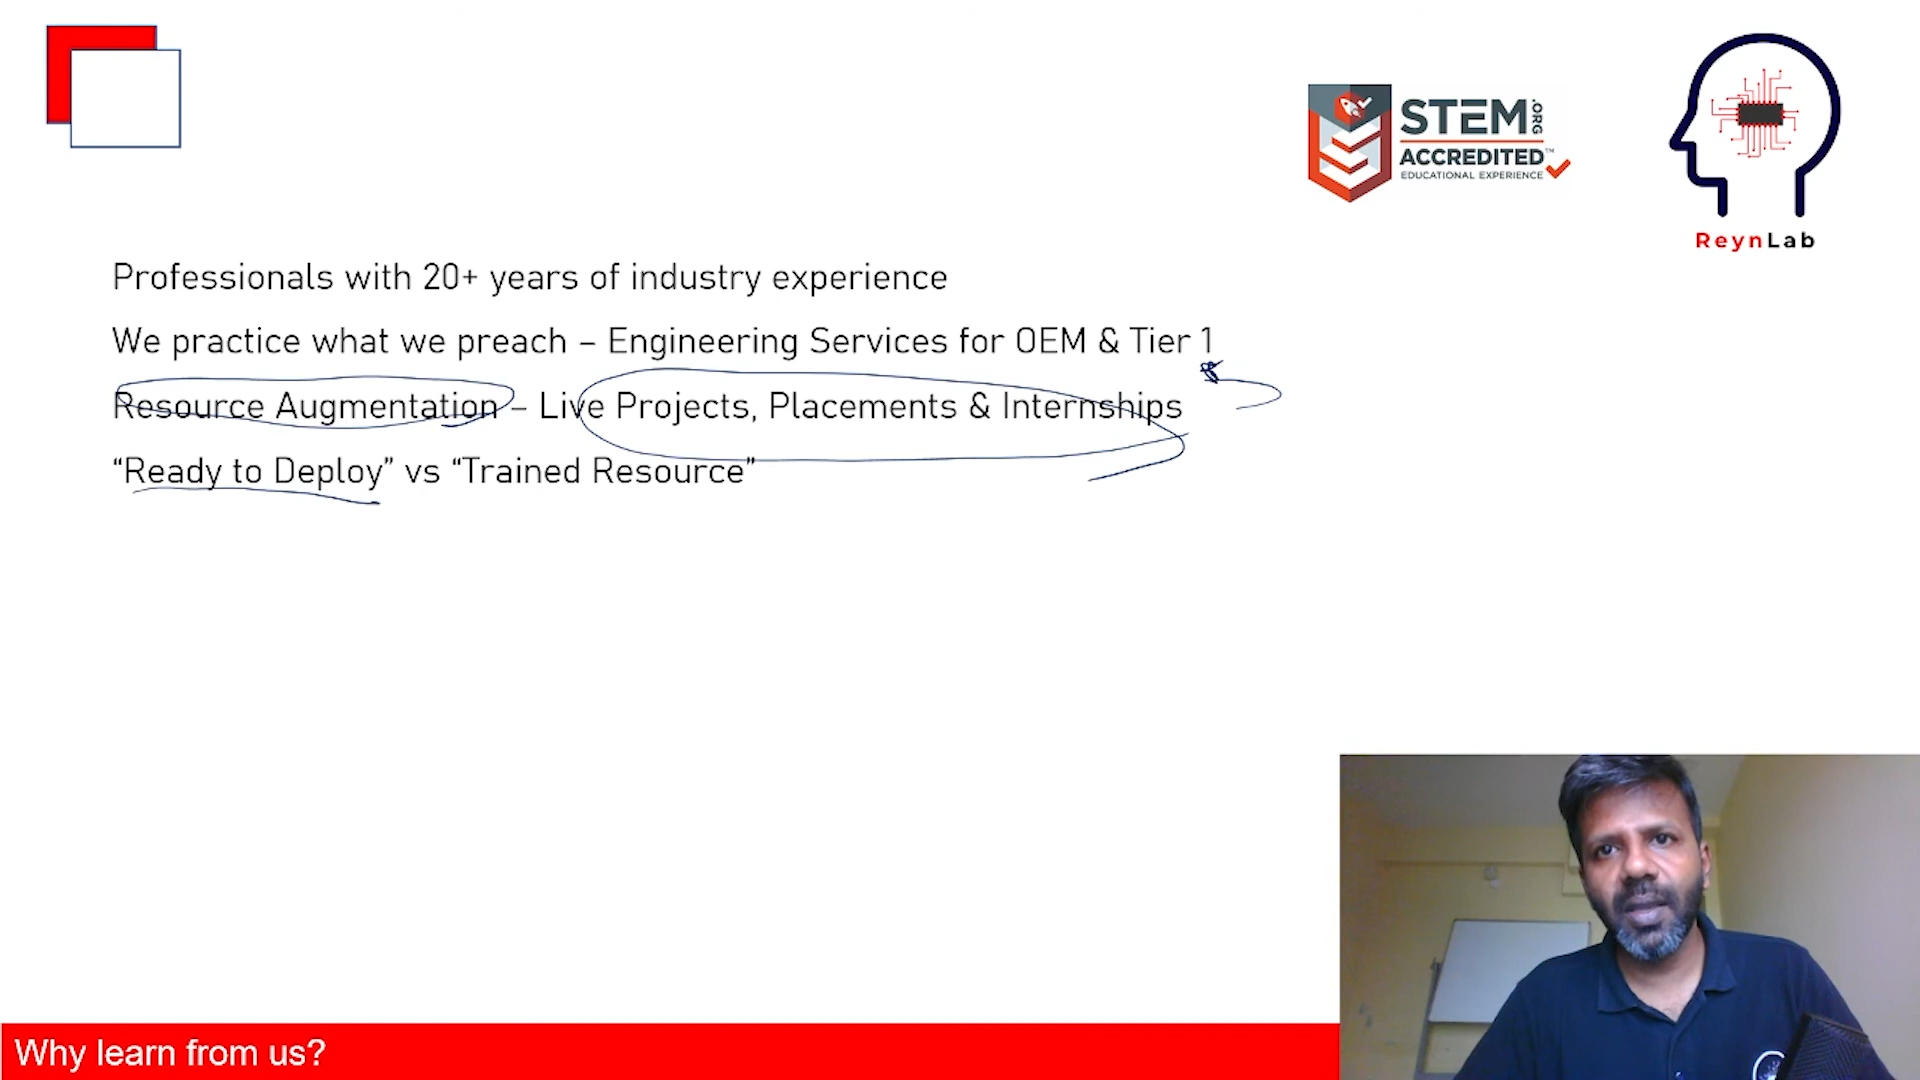 STEM.ORG
ACCREDITED™
EDUCATIONAL EXPERIENCE
ReynLab
Professionals with 20+ years of industry experience
We practice what we preach – Engineering Services for OEM & Tier 1
Resource Augmentation – Live Projects, Placements & Internships
“Ready to Deploy” vs “Trained Resource”
Why learn from us?